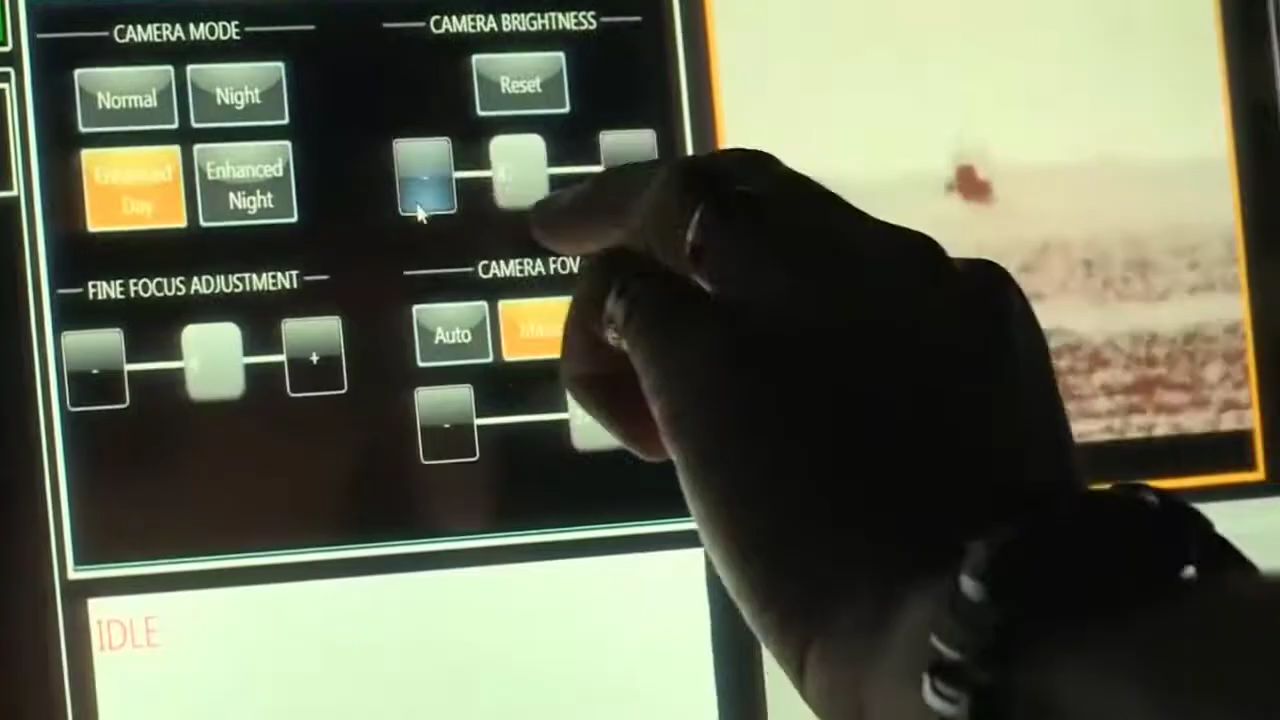 CAMERA MODE
CAMERA BRIGHTNESS
Normal
Night
Reset
Enhanced
Day
Enhanced
Night
-
FINE FOCUS ADJUSTMENT
CAMERA FOV
-
+
Auto
-
IDLE